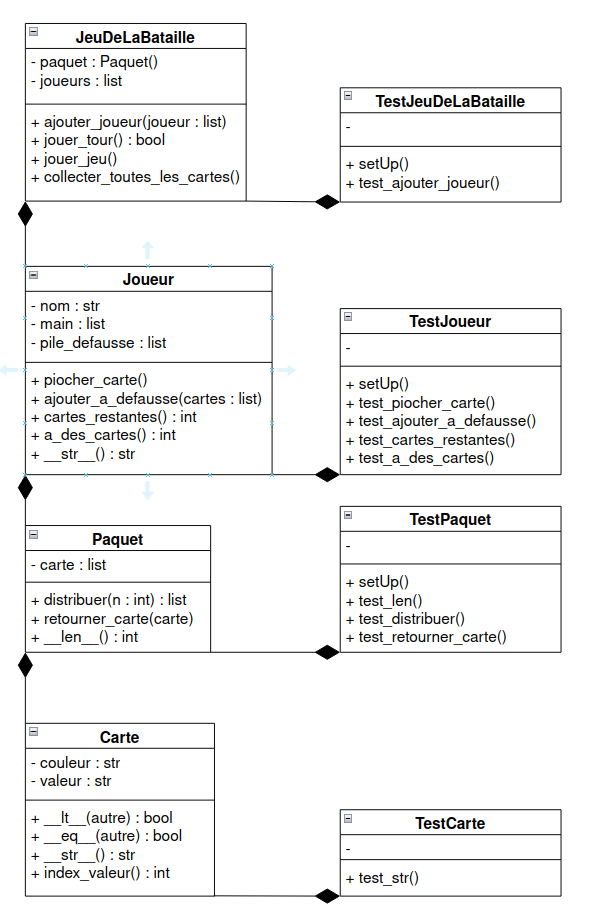 JeuDeLaBataille
- paquet : Paquet()
- joueurs : list
+ ajouter_joueur(joueur : list)
+ jouer_tour() : bool
+ jouer_jeu()
+ collecter_toutes_les_cartes()
TestJeuDeLaBataille
-
+ setUp()
+ test_ajouter_joueur()
Joueur
- nom : str
- main : list
- pile_defausse : list
+ piocher_carte()
+ ajouter_a_defausse(cartes : list)
+ cartes_restantes() : int
+ a_des_cartes() : int
+ __str__() : str
TestJoueur
-
+ setUp()
+ test_piocher_carte()
+ test_ajouter_a_defausse()
+ test_cartes_restantes()
+ test_a_des_cartes()
Paquet
- carte : list
+ distribuer(n : int) : list
+ retourner_carte(carte)
+ __len__() : int
TestPaquet
-
+ setUp()
+ test_len()
+ test_distribuer()
+ test_retourner_carte()
Carte
- couleur : str
- valeur : str
+ __lt__(autre) : bool
+ __eq__(autre) : bool
+ __str__() : str
+ index_valeur() : int
TestCarte
-
+ test_str()